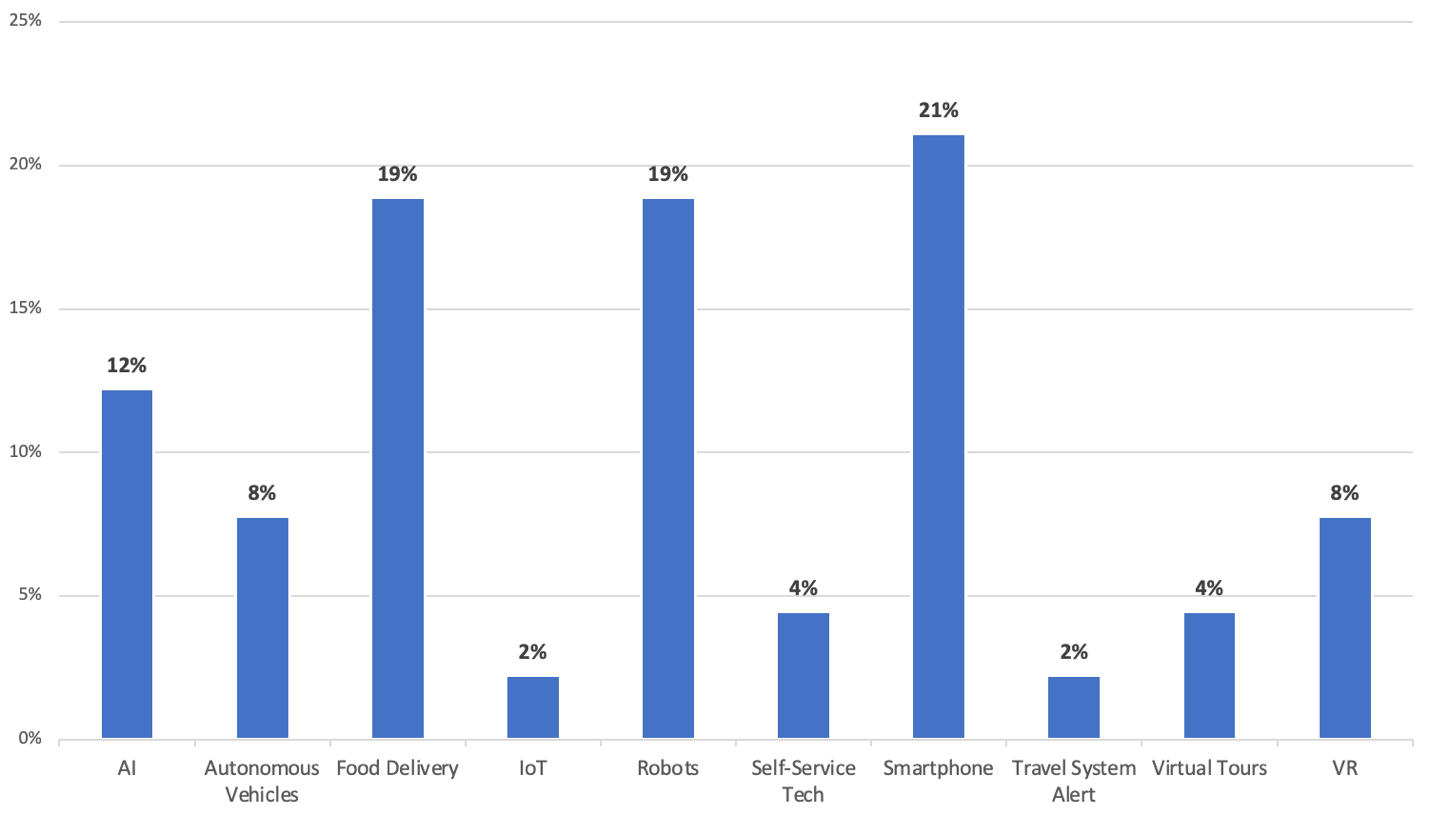 25%
21%
20%
19%
19%
15%
12%
10%
8%
8%
5%
4%
4%
2%
2%
0%
AI
Autonomous
Vehicles
Food Delivery
IoT
Robots
Self-Service
Tech
Smartphone
Travel System
Alert
Virtual Tours
VR